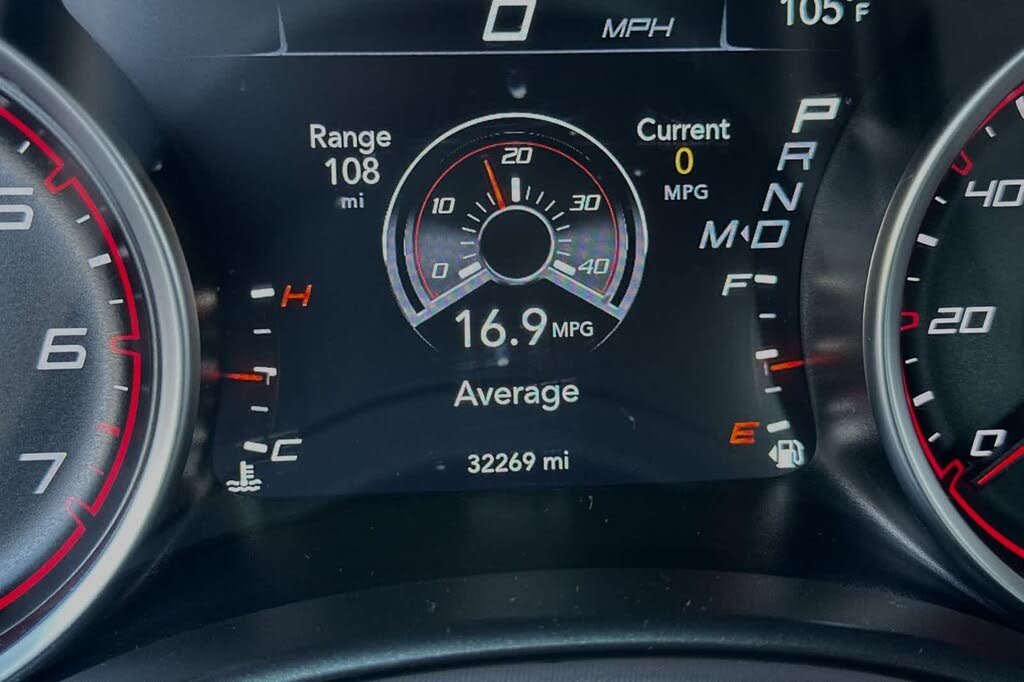 0 MPH
105°F
Range
108
mi
Current
0
MPG
0
10
20
30
40
16.9 MPG
Average
32269 mi
P
R
N
M D
H
C
F
E
5
6
7
40
20
0